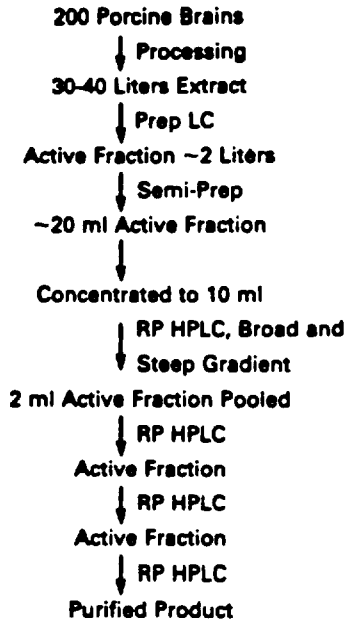 200 Porcine Brains
Processing
30-40 Liters Extract
Prep LC
Active Fraction ~2 Liters
Semi-Prep
~20 ml Active Fraction
Concentrated to 10 ml
RP HPLC, Broad and
Steep Gradient
2 ml Active Fraction Pooled
RP HPLC
Active Fraction
RP HPLC
Active Fraction
RP HPLC
Purified Product